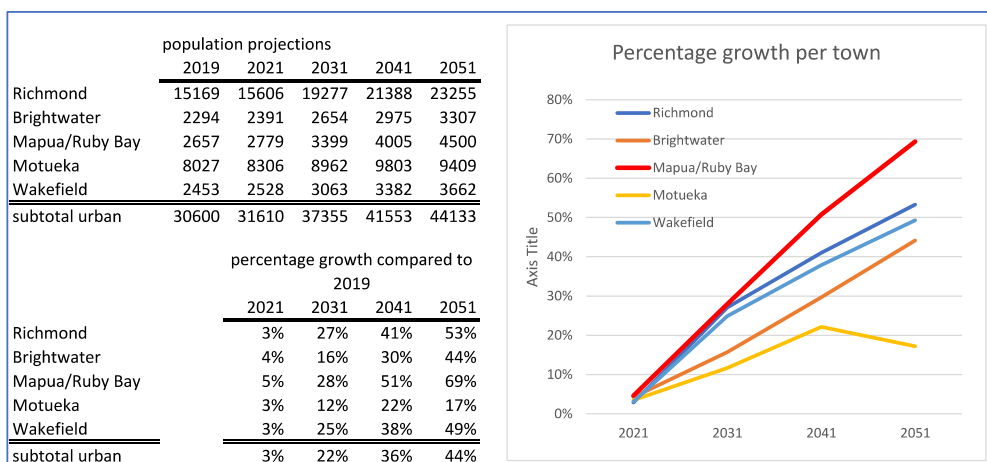 population projections
2019 2021 2031 2041 2051
Richmond 15169 15606 19277 21388 23255
Brightwater 2294 2391 2654 2975 3307
Mapua/Ruby Bay 2657 2779 3399 4005 4500
Motueka 8027 8306 8962 9803 9409
Wakefield 2453 2528 3063 3382 3662
subtotal urban 30600 31610 37355 41553 44133
percentage growth compared to
2019
2021 2031 2041 2051
Richmond 3% 27% 41% 53%
Brightwater 4% 16% 30% 44%
Mapua/Ruby Bay 5% 28% 51% 69%
Motueka 3% 12% 22% 17%
Wakefield 3% 25% 38% 49%
subtotal urban 3% 22% 36% 44%
Percentage growth per town
80%
70%
60%
50%
40%
30%
20%
10%
0%
Axis Title
Richmond
Brightwater
Mapua/Ruby Bay
Motueka
Wakefield
2021 2031 2041 2051